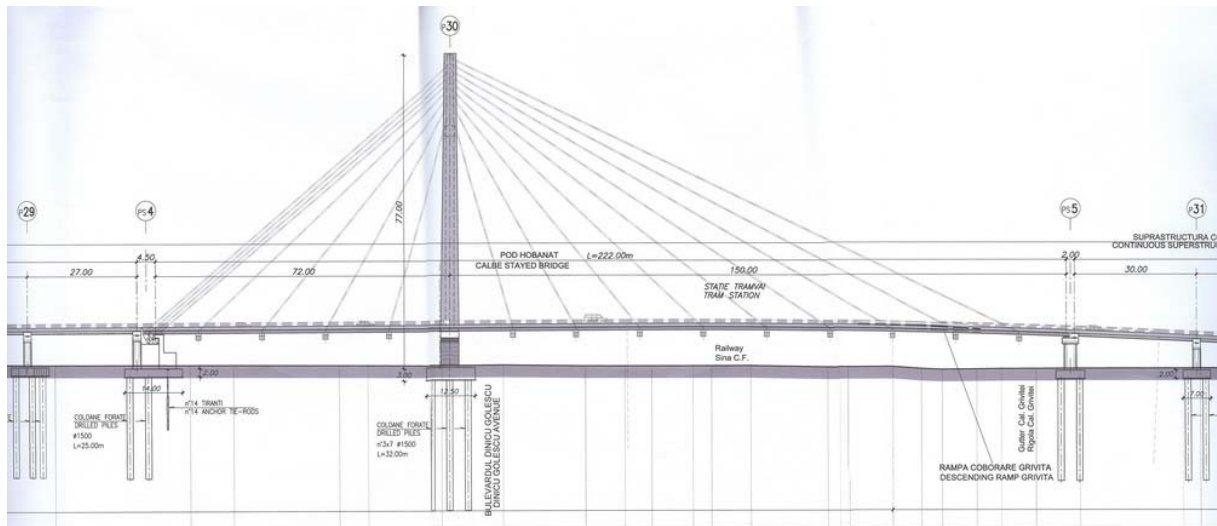 P30
P29
PS4
PS5
P31
77.00
SUPRASTRUCTURA CO
CONTINUOUS SUPERSTRUC
27.00
4.50
72.00
POD HOBANAT L=222.00m
CALBE STAYED BRIDGE
150.00
2.00
30.00
STATIE TRAMVAI
TRAM STATION
Railway
Sina C.F.
14.00
2.00
3.00
12.50
2.00
7.00
n°14 TIRANTI
n°14 ANCHOR TIE-RODS
COLOANE FORATE
DRILLED PILES
ø1500
L=25.00m
COLOANE FORATE
DRILLED PILES
n°3x7 ø1500
L=32.00m
BULEVARDUL DINICU GOLESCU
DINICU GOLESCU AVENUE
Gutter Cal. Grivitei
Rigola Cal. Grivitei
RAMPA COBORARE GRIVITA
DESCENDING RAMP GRIVITA